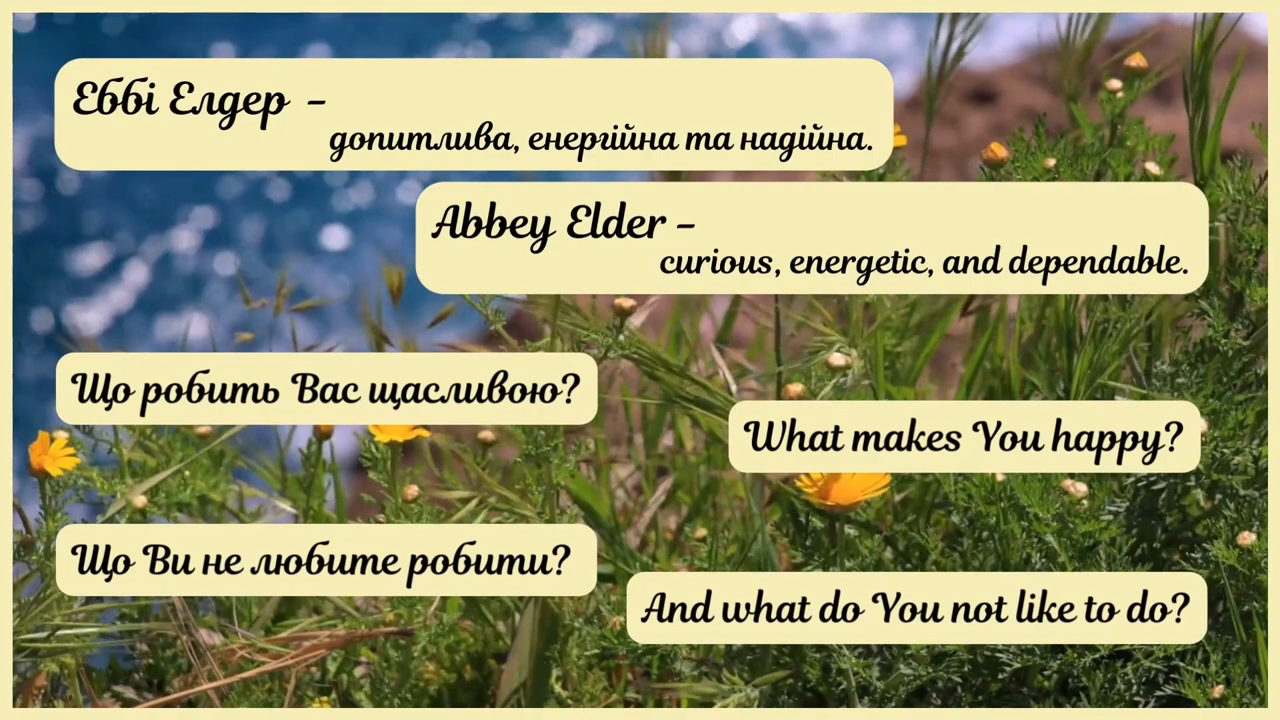 Еббі Елдер –
допитлива, енергійна та надійна.
Abbey Elder –
curious, energetic, and dependable.
Що робить Вас щасливою?
What makes You happy?
Що Ви не любите робити?
And what do You not like to do?